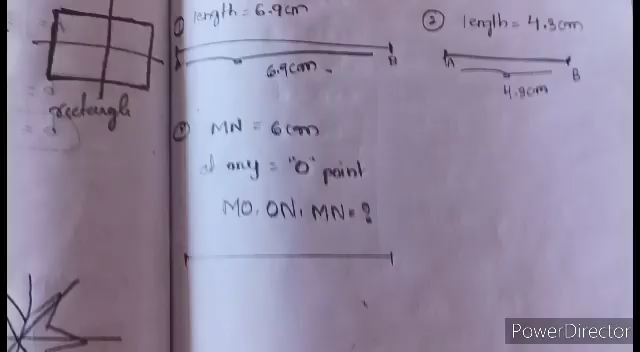 rectangle
① length = 6.9cm
A B
6.9cm
② length = 4.3cm
A B
4.3cm
MN = 6cm
at any = "O" point
MO, ON, MN = ?
PowerDirector